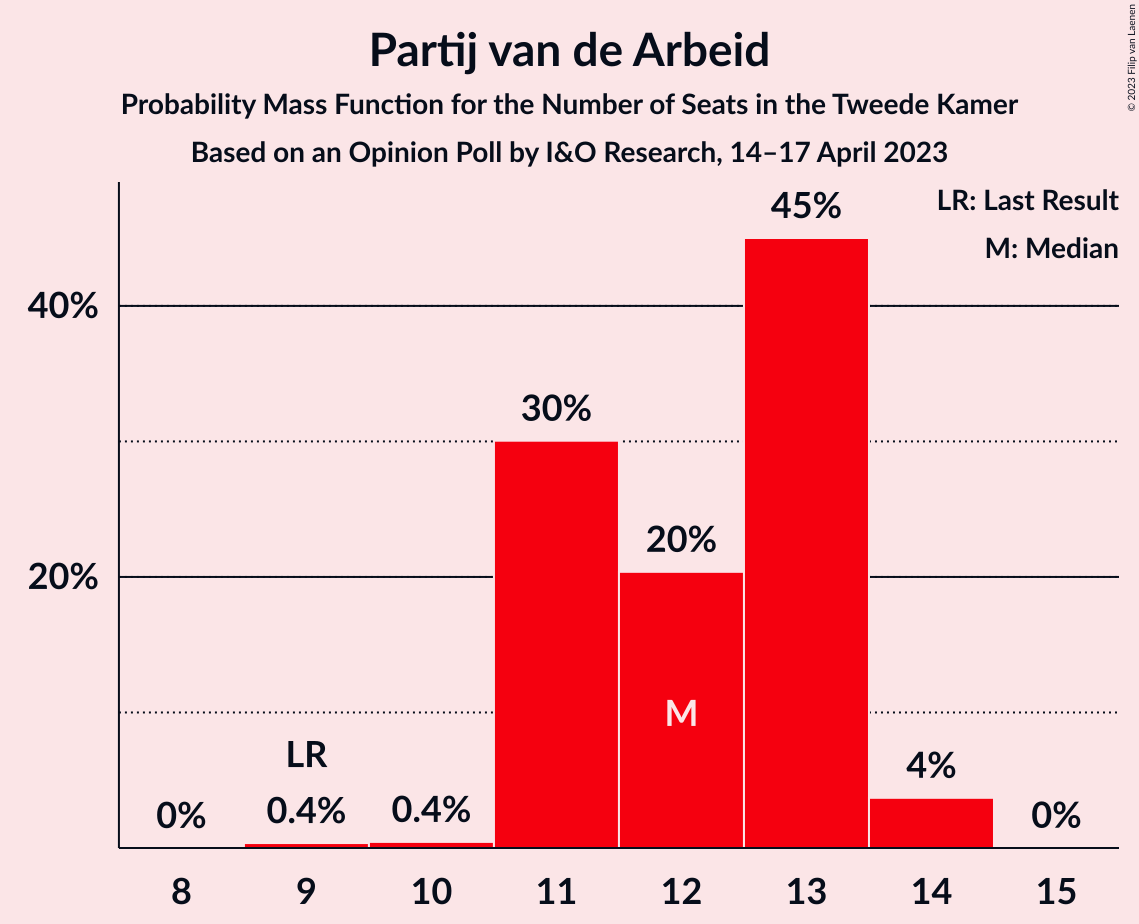 Partij van de Arbeid
Probability Mass Function for the Number of Seats in the Tweede Kamer
Based on an Opinion Poll by I&O Research, 14–17 April 2023
© 2023 Filip van Laenen
LR: Last Result
M: Median
45%
40%
30%
20%
20%
M
LR
0%
0.4%
0.4%
4%
0%
8 9 10 11 12 13 14 15